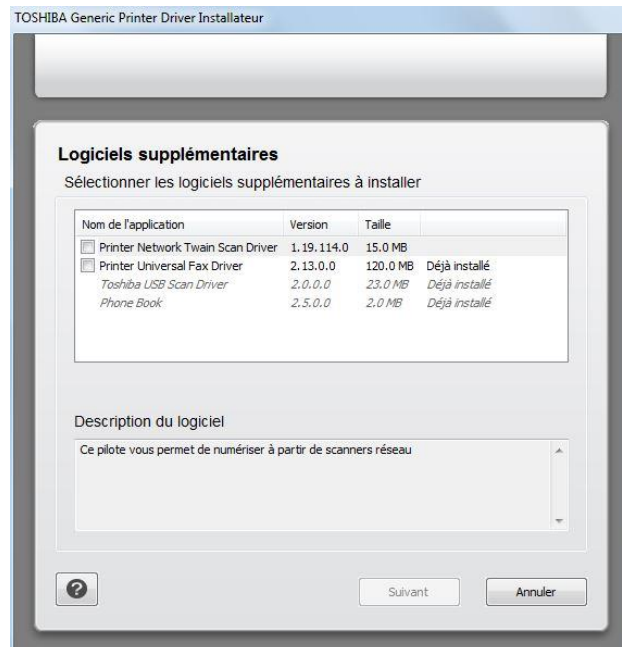 TOSHIBA Generic Printer Driver Installateur
Logiciels supplémentaires
Sélectionner les logiciels supplémentaires à installer
Nom de l'application Version Taille
Printer Network Twain Scan Driver 1.19.114.0 15.0 MB
Printer Universal Fax Driver 2.13.0.0 120.0 MB Déjà installé
Toshiba USB Scan Driver 2.0.0.0 23.0 MB Déjà installé
Phone Book 2.5.0.0 2.0 MB Déjà installé
Description du logiciel
Ce pilote vous permet de numériser à partir de scanners réseau
? Suivant Annuler